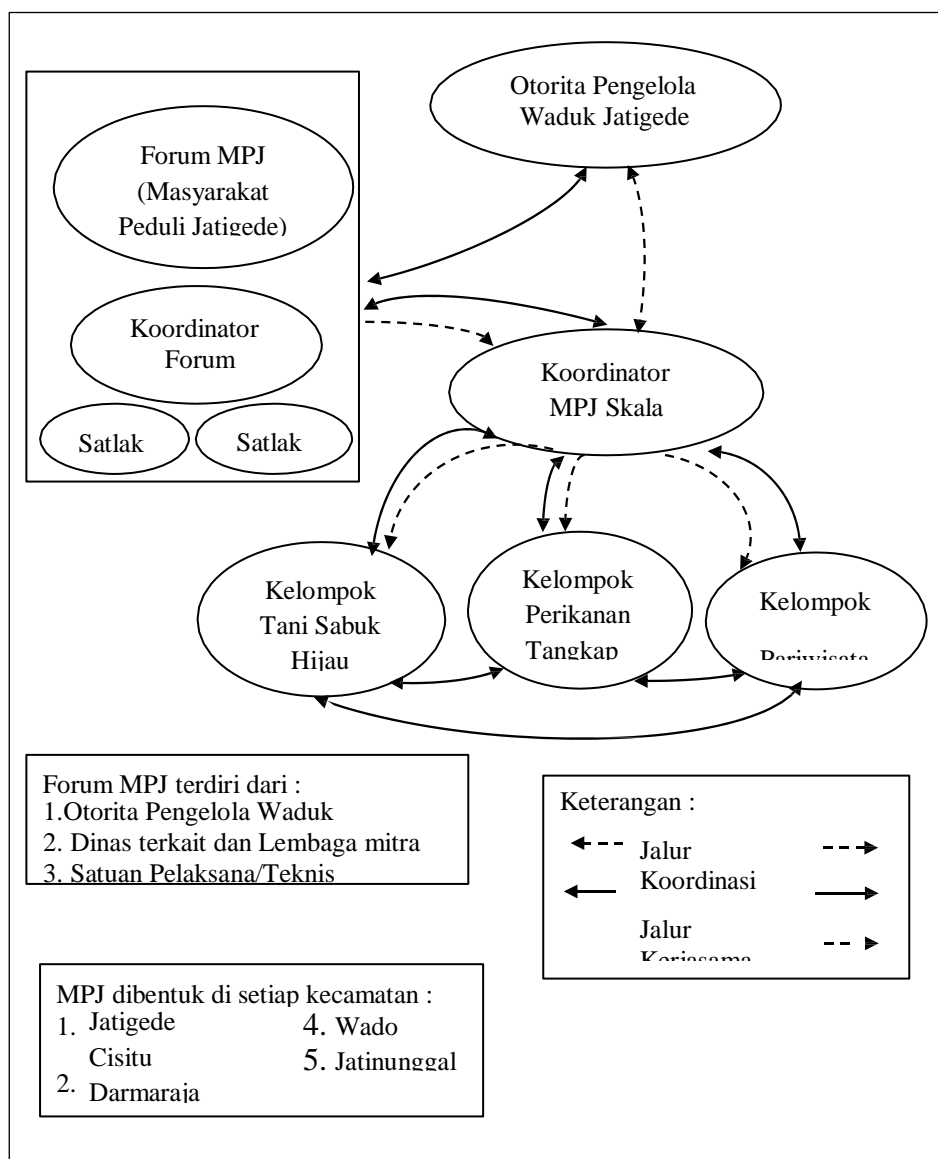 Otorita Pengelola
Waduk Jatigede
Forum MPJ
(Masyarakat
Peduli Jatigede)
Koordinator
Forum
Satlak
Satlak
Koordinator
MPJ Skala
Kelompok
Tani Sabuk
Hijau
Kelompok
Perikanan
Tangkap
Kelompok
Pariwisata
Forum MPJ terdiri dari :
1.Otorita Pengelola Waduk
2. Dinas terkait dan Lembaga mitra
3. Satuan Pelaksana/Teknis
Keterangan :
Jalur
Koordinasi
Jalur
Kerjasama
MPJ dibentuk di setiap kecamatan :
1. Jatigede
Cisitu
2. Darmaraja
4. Wado
5. Jatinunggal